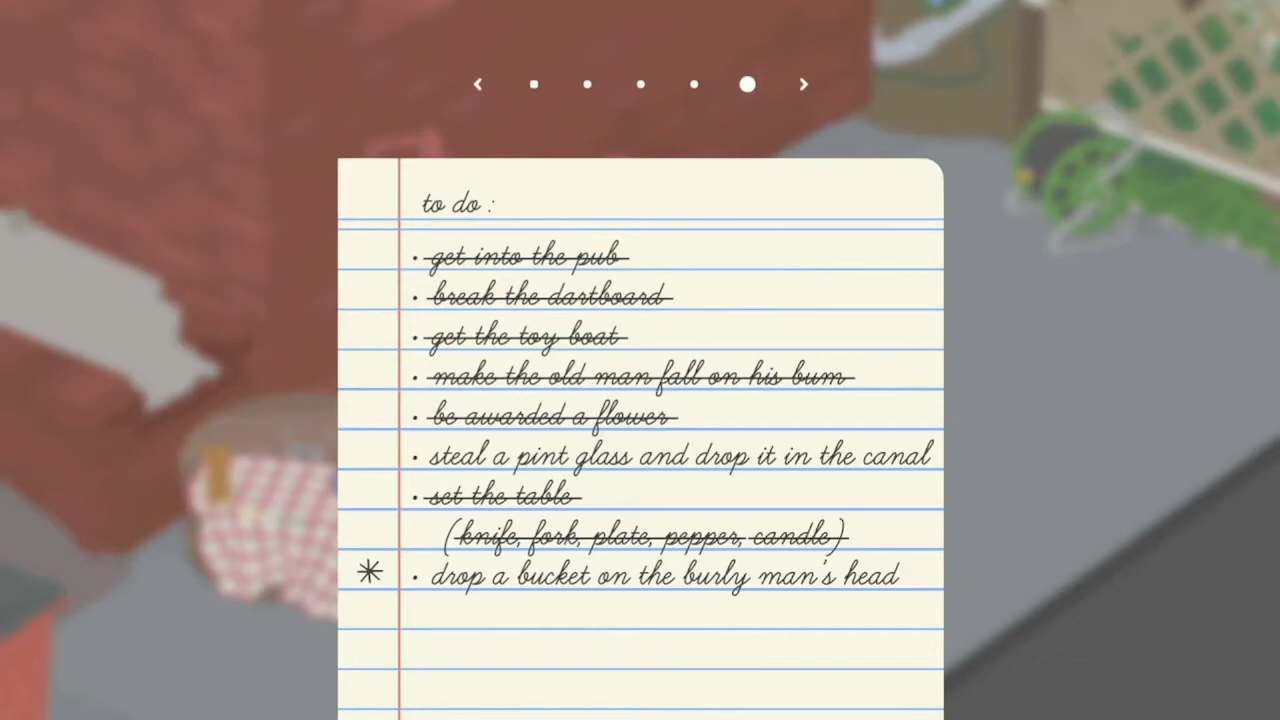 to do :
• get into the pub
• break the dartboard
• get the toy boat
• make the old man fall on his bum
• be awarded a flower
• steal a pint glass and drop it in the canal
• set the table
(knife, fork, plate, pepper, candle)
• drop a bucket on the burly man's head